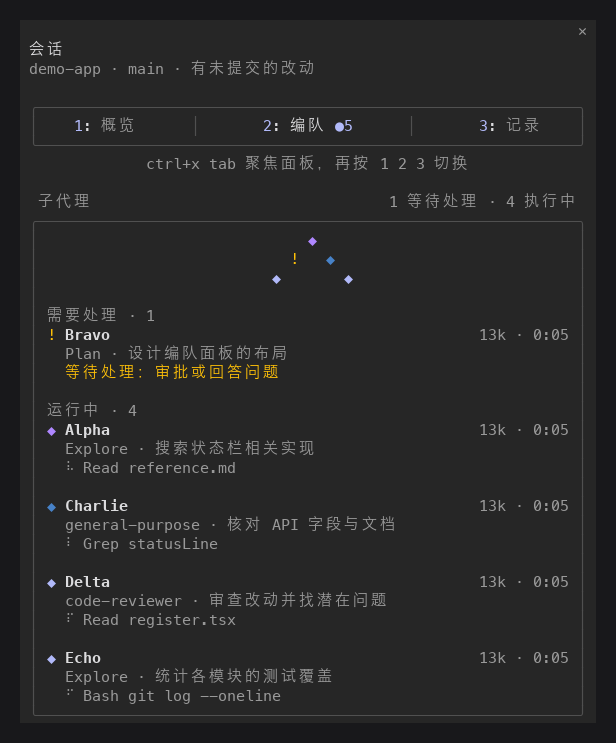 ×
会话
demo-app · main · 有未提交的改动
1: 概览 2: 编队 ●5 3: 记录
ctrl+x tab 聚焦面板, 再按 1 2 3 切换
子代理 1 等待处理 · 4 执行中
!
需要处理 · 1
! Bravo 13k · 0:05
Plan · 设计编队面板的布局
等待处理: 审批或回答问题
运行中 · 4
◆ Alpha 13k · 0:05
Explore · 搜索状态栏相关实现
Read reference.md
◆ Charlie 13k · 0:05
general-purpose · 核对 API 字段与文档
Grep statusLine
◆ Delta 13k · 0:05
code-reviewer · 审查改动并找潜在问题
Read register.tsx
◆ Echo 13k · 0:05
Explore · 统计各模块的测试覆盖
Bash git log --oneline